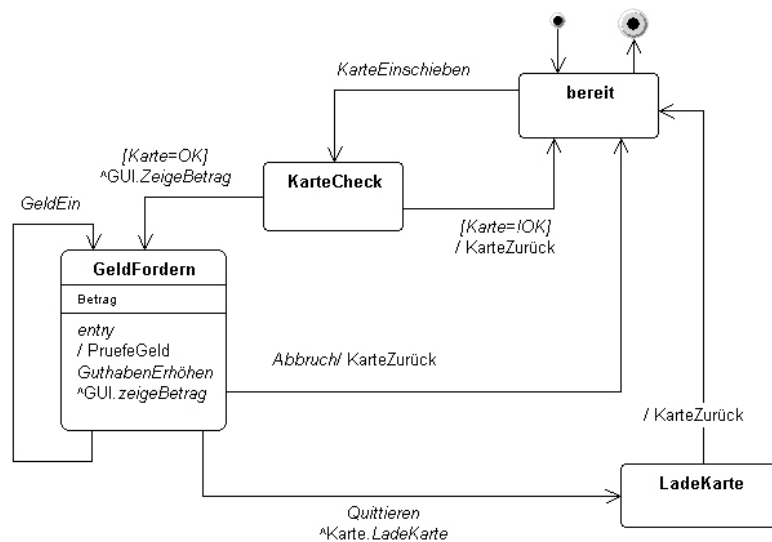 KarteEinschieben
bereit
[Karte=OK]
^GUI.ZeigeBetrag
KarteCheck
GeldEin
[Karte=!OK]
/ KarteZurück
GeldFordern
Betrag
entry
/ PruefeGeld
GuthabenErhöhen
^GUI.zeigeBetrag
Abbruch/ KarteZurück
/ KarteZurück
LadeKarte
Quittieren
^Karte.LadeKarte